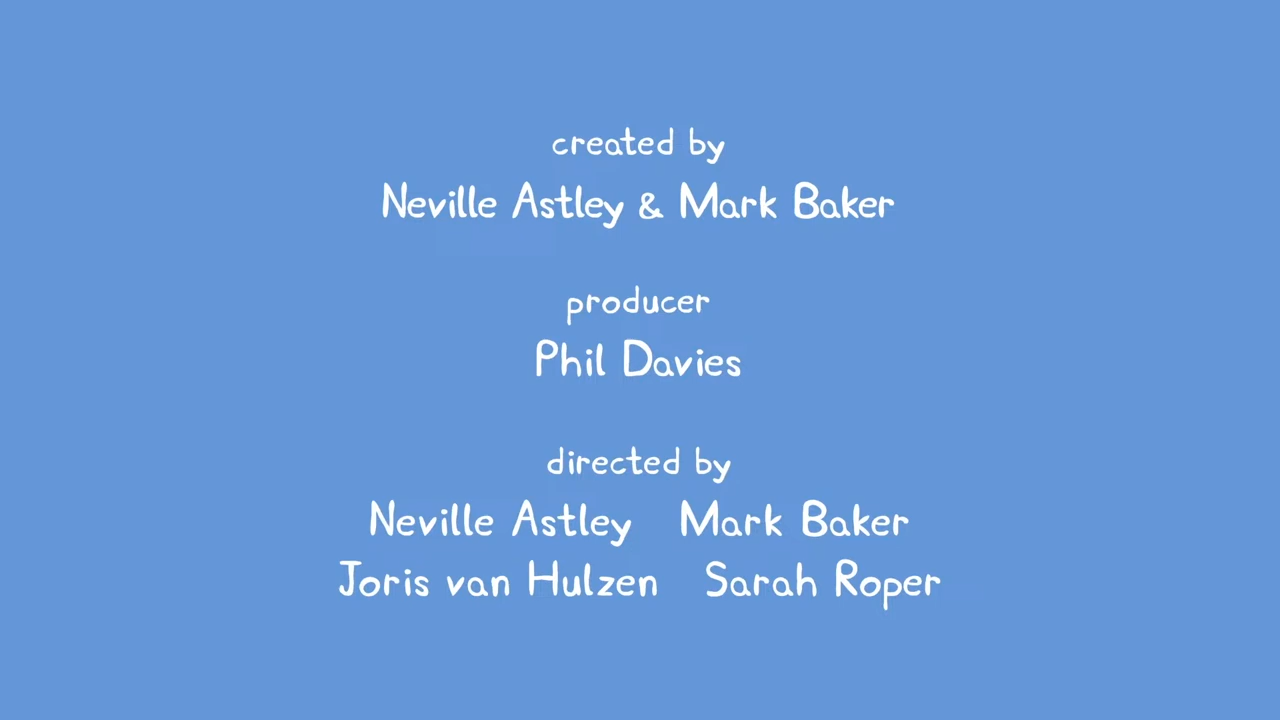 created by
Neville Astley & Mark Baker
producer
Phil Davies
directed by
Neville Astley Mark Baker
Joris van Hulzen Sarah Roper